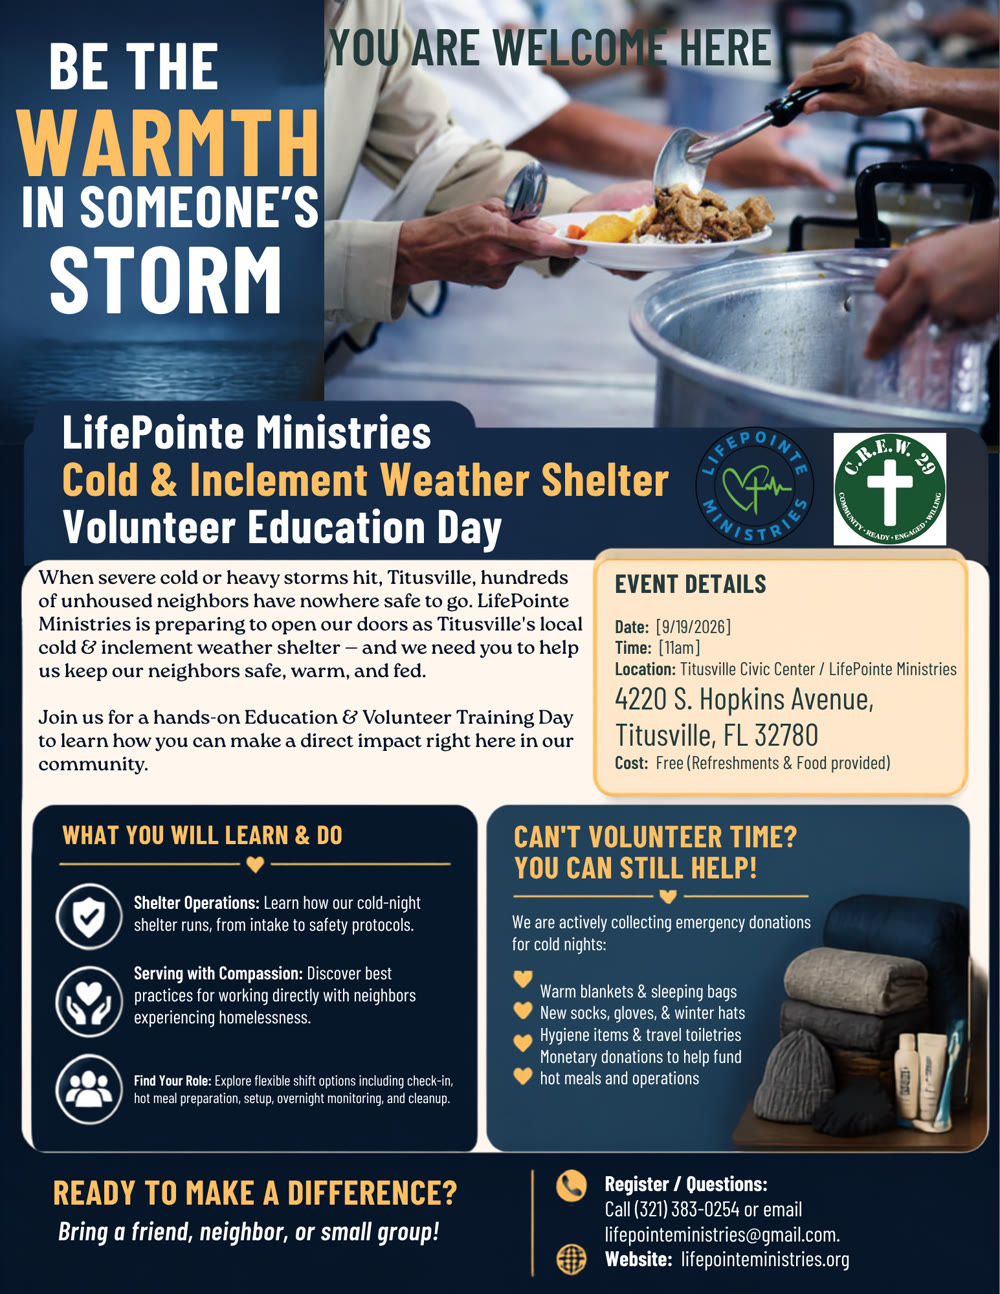 BE THE
WARMTH
IN SOMEONE'S
STORM
YOU ARE WELCOME HERE
LifePointe Ministries
Cold & Inclement Weather Shelter
Volunteer Education Day
LIFEPOINTE
MINISTRIES
C.R.E.W. 29
COMMUNITY · READY · ENGAGED · WILLING
When severe cold or heavy storms hit, Titusville, hundreds
of unhoused neighbors have nowhere safe to go. LifePointe
Ministries is preparing to open our doors as Titusville's local
cold & inclement weather shelter — and we need you to help
us keep our neighbors safe, warm, and fed.
Join us for a hands-on Education & Volunteer Training Day
to learn how you can make a direct impact right here in our
community.
EVENT DETAILS
Date: [9/19/2026]
Time: [11am]
Location: Titusville Civic Center / LifePointe Ministries
4220 S. Hopkins Avenue,
Titusville, FL 32780
Cost: Free (Refreshments & Food provided)
WHAT YOU WILL LEARN & DO
Shelter Operations: Learn how our cold-night
shelter runs, from intake to safety protocols.
Serving with Compassion: Discover best
practices for working directly with neighbors
experiencing homelessness.
Find Your Role: Explore flexible shift options including check-in,
hot meal preparation, setup, overnight monitoring, and cleanup.
CAN'T VOLUNTEER TIME?
YOU CAN STILL HELP!
We are actively collecting emergency donations
for cold nights:
Warm blankets & sleeping bags
New socks, gloves, & winter hats
Hygiene items & travel toiletries
Monetary donations to help fund
hot meals and operations
READY TO MAKE A DIFFERENCE?
Bring a friend, neighbor, or small group!
Register / Questions:
Call (321) 383-0254 or email
lifepointeministries@gmail.com.
Website: lifepointeministries.org